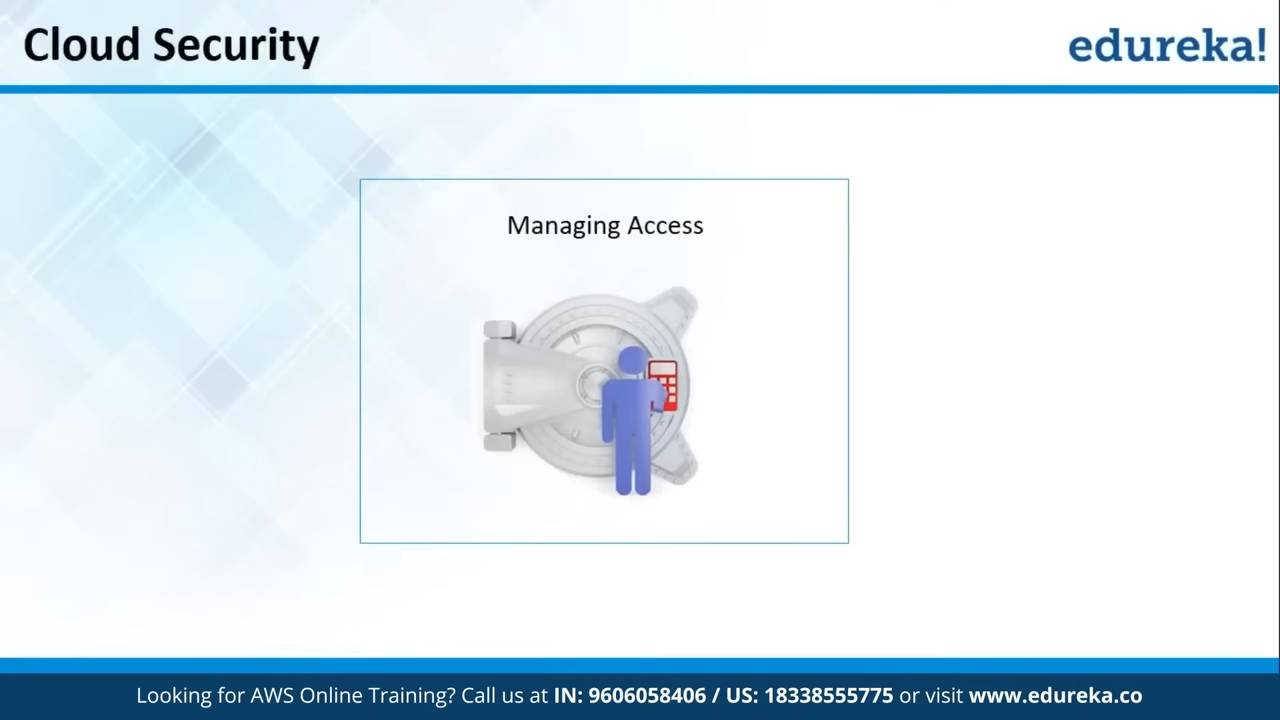 Cloud Security
edureka!
Managing Access
Looking for AWS Online Training? Call us at IN: 9606058406 / US: 18338555775 or visit www.edureka.co